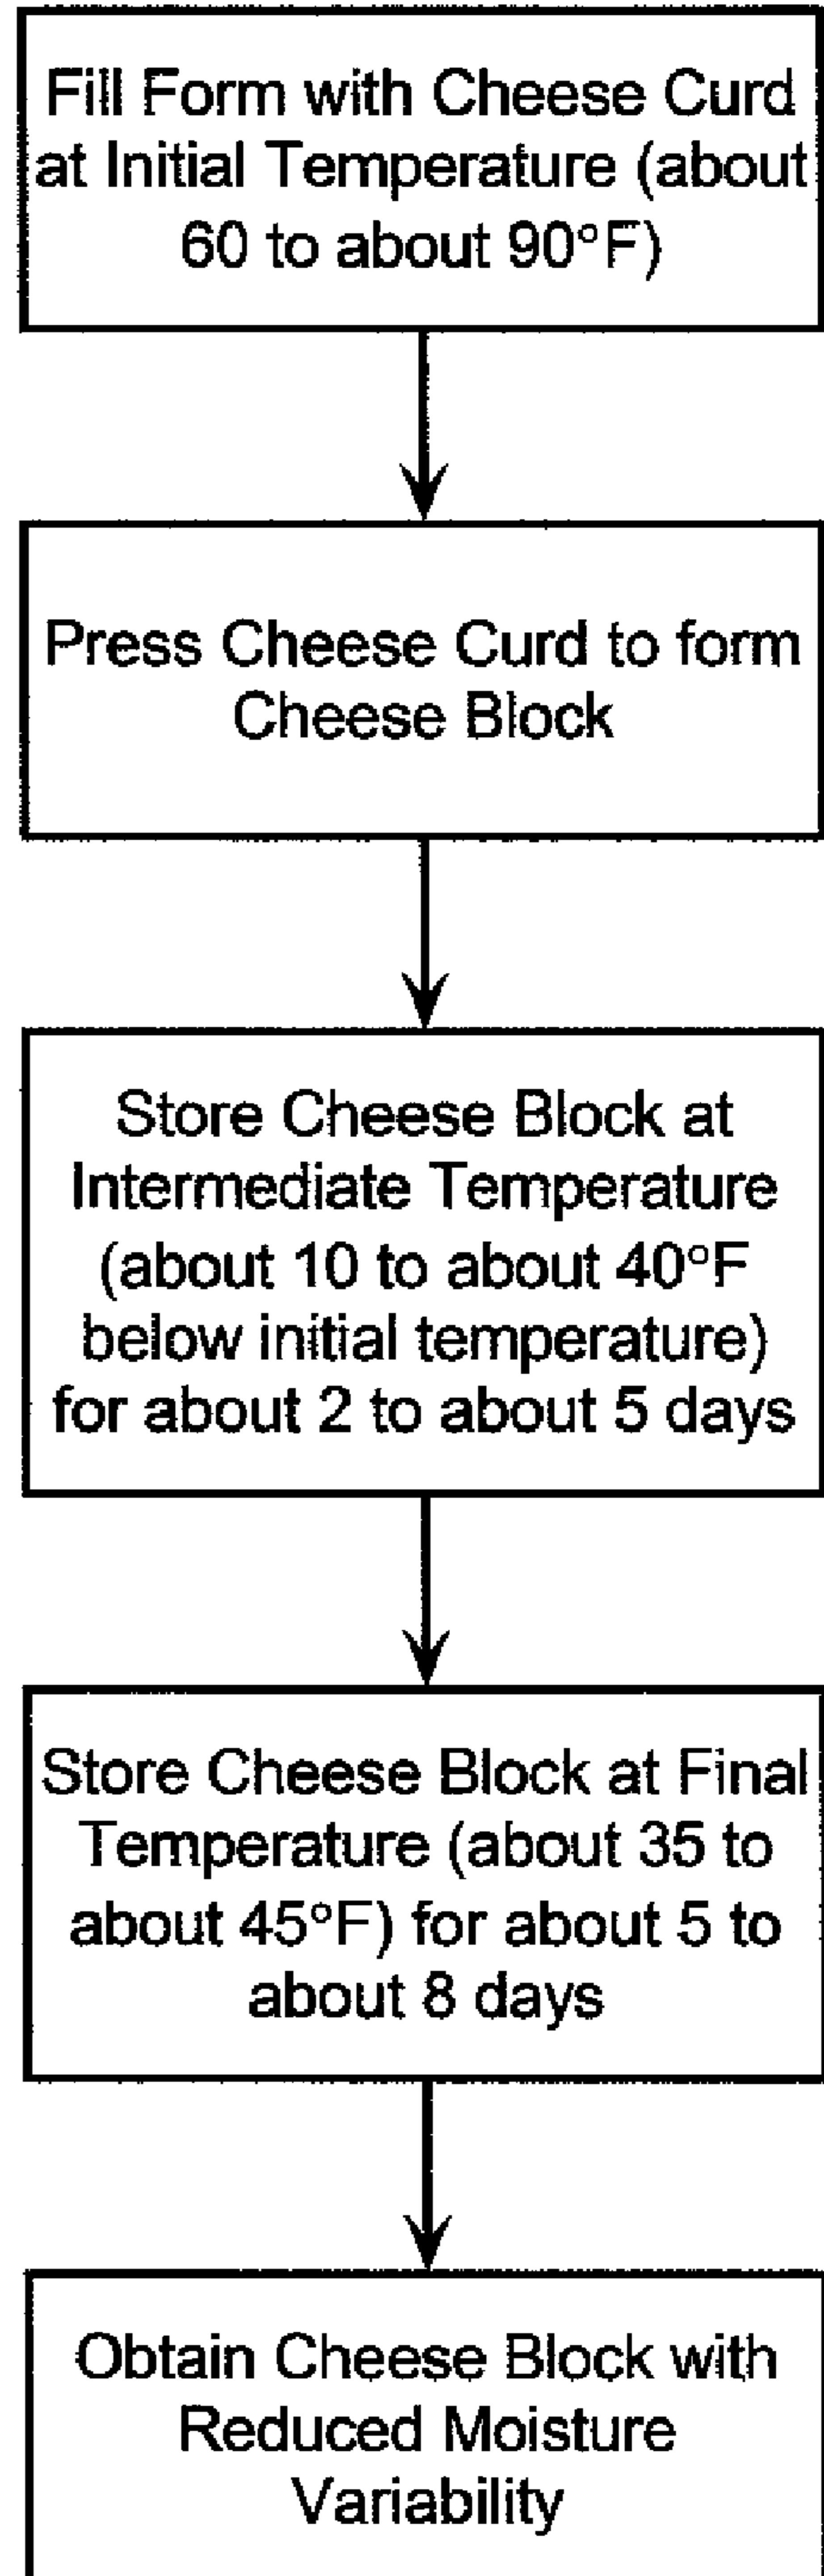 Fill Form with Cheese Curd
at Initial Temperature (about
60 to about 90°F)
Press Cheese Curd to form
Cheese Block
Store Cheese Block at
Intermediate Temperature
(about 10 to about 40°F
below initial temperature)
for about 2 to about 5 days
Store Cheese Block at Final
Temperature (about 35 to
about 45°F) for about 5 to
about 8 days
Obtain Cheese Block with
Reduced Moisture
Variability